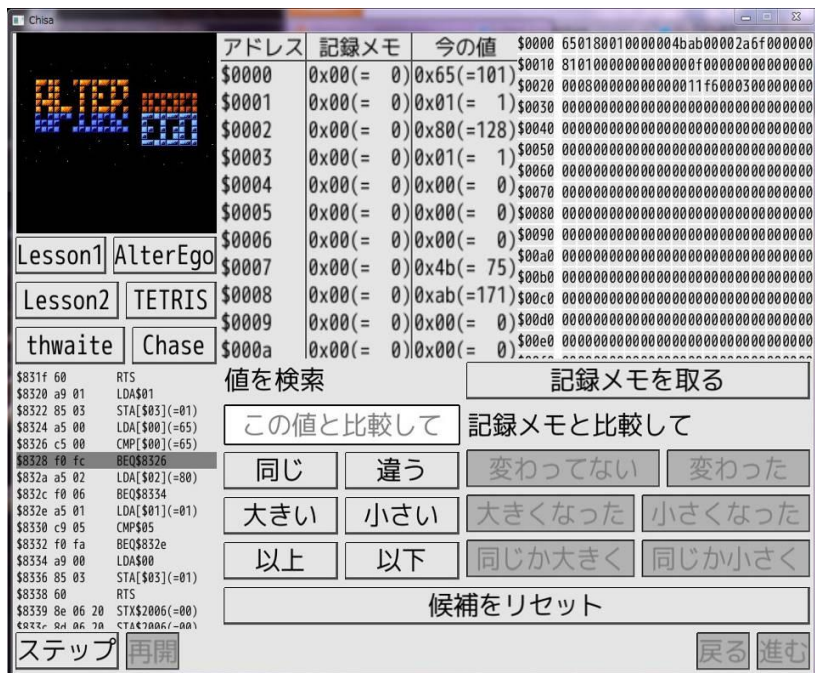 Chisa
ALTER
EGO
Lesson1 AlterEgo
Lesson2 TETRIS
thwaite Chase
$831f 60 RTS
$8320 a9 01 LDA$01
$8322 85 03 STA[$03](=01)
$8324 a5 00 LDA[$00](=65)
$8326 c5 00 CMP[$00](=65)
$8328 f0 fc BEQ$8326
$832a a5 02 LDA[$02](=80)
$832c f0 06 BEQ$8334
$832e a5 01 LDA[$01](=01)
$8330 c9 05 CMP$05
$8332 f0 fa BEQ$832e
$8334 a9 00 LDA$00
$8336 85 03 STA[$03](=01)
$8338 60 RTS
$8339 8e 06 20 STX$2006(=00)
$833c 8d 06 20 STA$2006(=00)
ステップ 再開
アドレス 記録メモ 今の値
$0000 0x00(= 0) 0x65(=101)
$0001 0x00(= 0) 0x01(= 1)
$0002 0x00(= 0) 0x80(=128)
$0003 0x00(= 0) 0x01(= 1)
$0004 0x00(= 0) 0x00(= 0)
$0005 0x00(= 0) 0x00(= 0)
$0006 0x00(= 0) 0x00(= 0)
$0007 0x00(= 0) 0x4b(= 75)
$0008 0x00(= 0) 0xab(=171)
$0009 0x00(= 0) 0x00(= 0)
$000a 0x00(= 0) 0x00(= 0)
$0000 650180010000004bab00002a6f000000
$0010 8101000000000000000f000000000000
$0020 00080000000000000011f60003000000
$0030 00000000000000000000000000000000
$0040 00000000000000000000000000000000
$0050 00000000000000000000000000000000
$0060 00000000000000000000000000000000
$0070 00000000000000000000000000000000
$0080 00000000000000000000000000000000
$0090 00000000000000000000000000000000
$00a0 00000000000000000000000000000000
$00b0 00000000000000000000000000000000
$00c0 00000000000000000000000000000000
$00d0 00000000000000000000000000000000
$00e0 00000000000000000000000000000000
値を検索 記録メモを取る
この値と比較して 記録メモと比較して
同じ 違う 変わってない 変わった
大きい 小さい 大きくなった 小さくなった
以上 以下 同じか大きく 同じか小さく
候補をリセット
戻る 進む